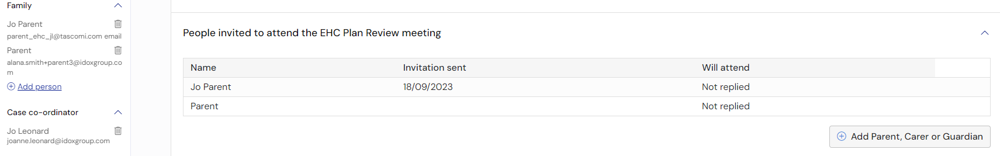 Family
Jo Parent
parent_ehc_jl@tascomi.com email
Parent
alana.smith+parent3@idoxgroup.co
m
Add person
Case co-ordinator
Jo Leonard
joanne.leonard@idoxgroup.com
People invited to attend the EHC Plan Review meeting
Name Invitation sent Will attend
Jo Parent 18/09/2023 Not replied
Parent Not replied
Add Parent, Carer or Guardian